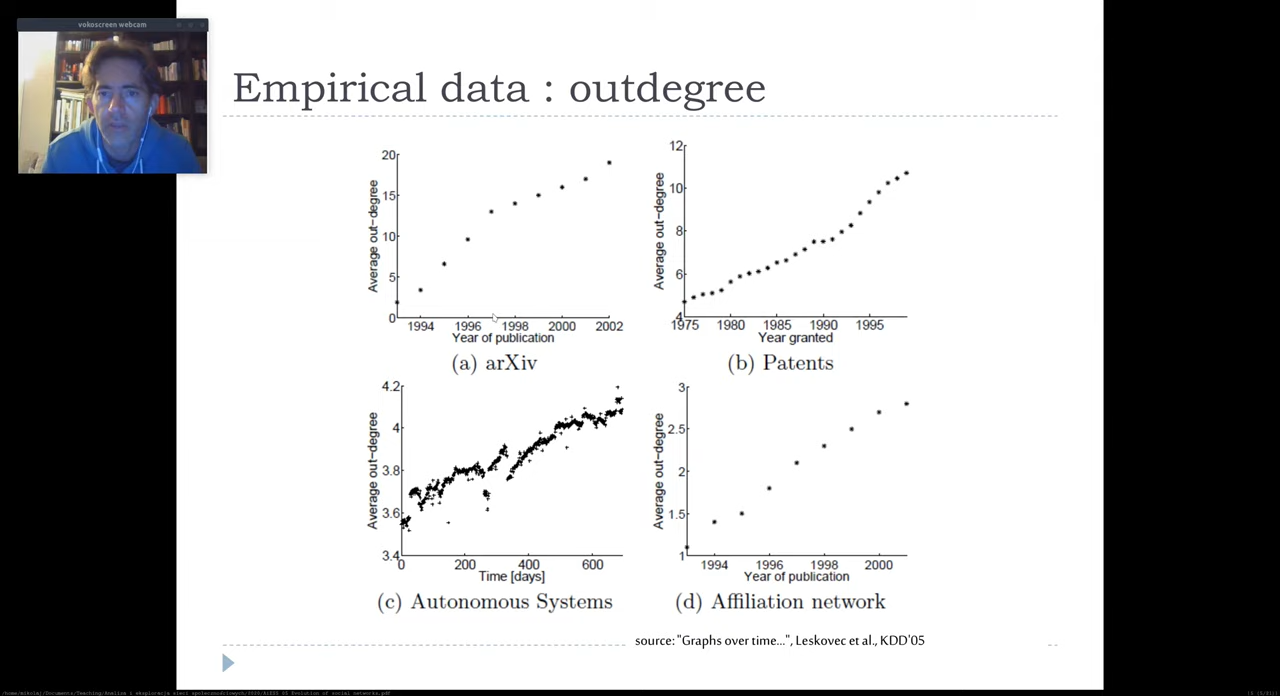 vokoscreen webcam
Empirical data : outdegree
20
15
10
5
0
Average out-degree
1994 1996 1998 2000 2002
Year of publication
(a) arXiv
12
10
8
6
4
Average out-degree
1975 1980 1985 1990 1995
Year granted
(b) Patents
4.2
4
3.8
3.6
3.4
Average out-degree
0 200 400 600
Time [days]
(c) Autonomous Systems
3
2.5
2
1.5
1
Average out-degree
1994 1996 1998 2000
Year of publication
(d) Affiliation network
source: "Graphs over time...", Leskovec et al., KDD'05